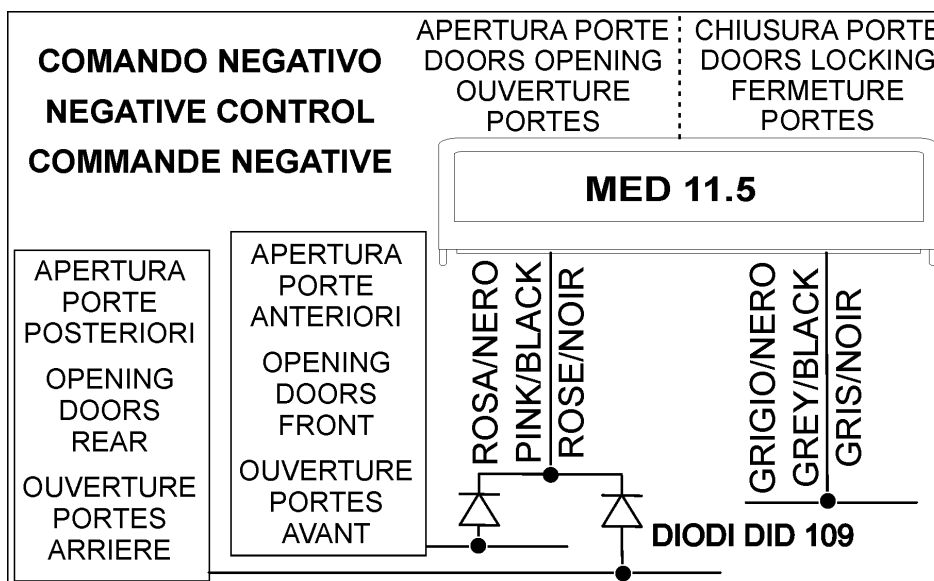 COMANDO NEGATIVO
NEGATIVE CONTROL
COMMANDE NEGATIVE
APERTURA PORTE
DOORS OPENING
OUVERTURE
PORTES
CHIUSURA PORTE
DOORS LOCKING
FERMETURE
PORTES
MED 11.5
APERTURA
PORTE
POSTERIORI
OPENING
DOORS
REAR
OUVERTURE
PORTES
ARRIERE
APERTURA
PORTE
ANTERIORI
OPENING
DOORS
FRONT
OUVERTURE
PORTES
AVANT
ROSA/NERO
PINK/BLACK
ROSE/NOIR
GRIGIO/NERO
GREY/BLACK
GRIS/NOIR
DIODI DID 109